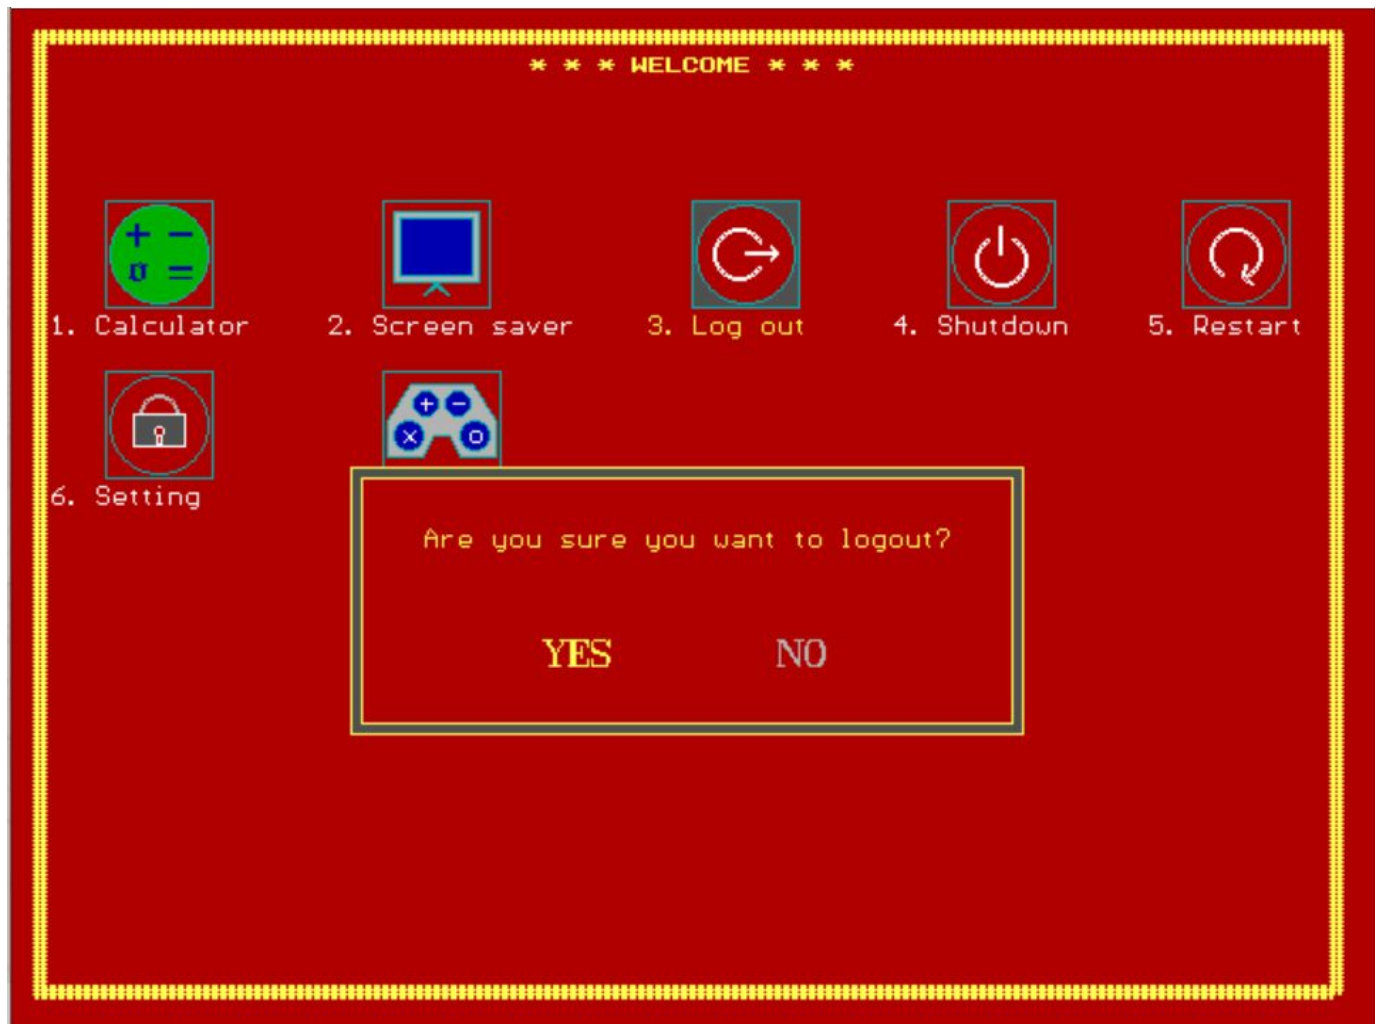 * * * WELCOME * * *
1. Calculator
2. Screen saver
3. Log out
4. Shutdown
5. Restart
6. Setting
Are you sure you want to logout?
YES NO